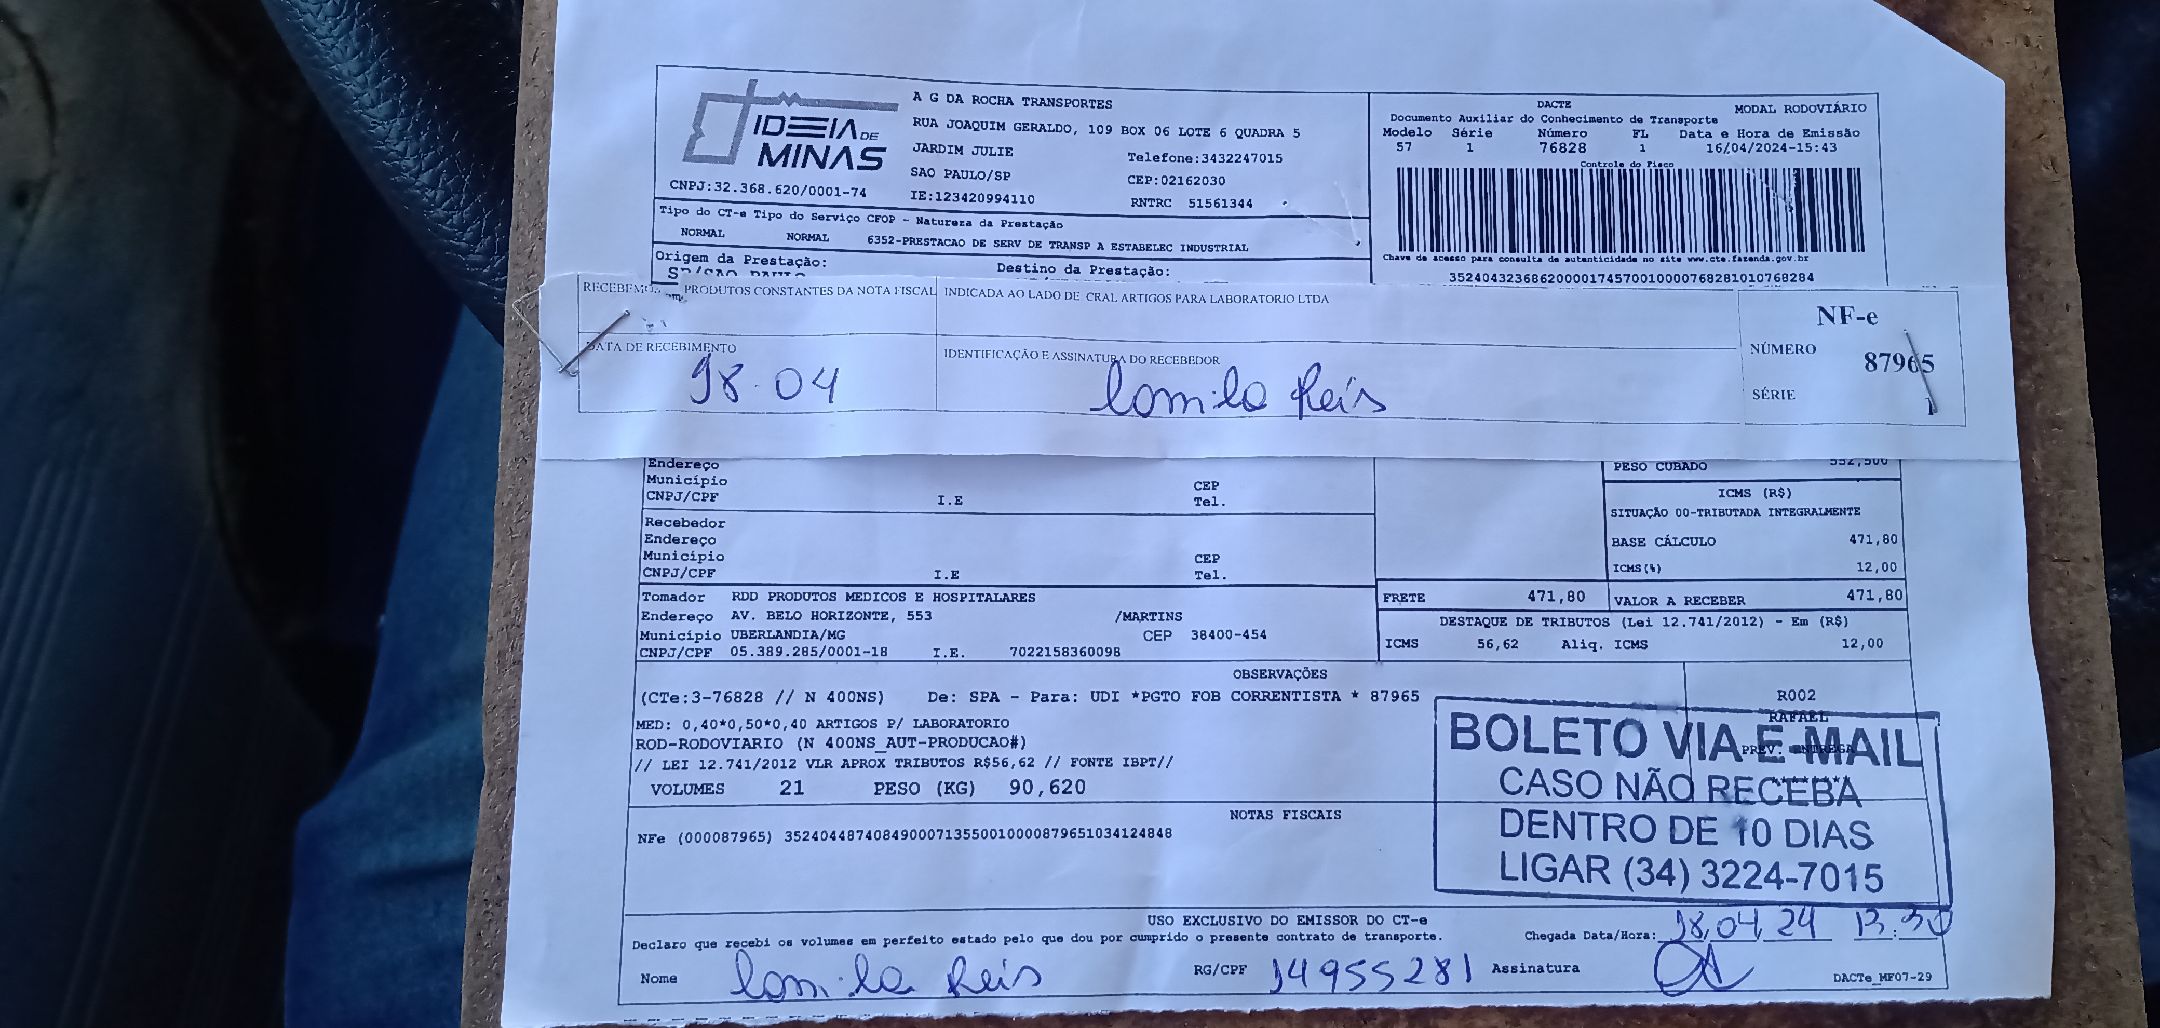 IDEIA DE MINAS
CNPJ:32.368.620/0001-74
A G DA ROCHA TRANSPORTES
RUA JOAQUIM GERALDO, 109 BOX 06 LOTE 6 QUADRA 5
JARDIM JULIE
Telefone:3432247015
SAO PAULO/SP
CEP:02162030
IE:123420994110
RNTRC 51561344
DACTE MODAL RODOVIÁRIO
Documento Auxiliar do Conhecimento de Transporte
Modelo Série Número FL Data e Hora de Emissão
57 1 76828 1 16/04/2024-15:43
Controle do Fisco
Tipo do CT-e Tipo do Serviço CFOP - Natureza da Prestação
NORMAL NORMAL 6352-PRESTACAO DE SERV DE TRANSP A ESTABELEC INDUSTRIAL
Chave de acesso para consulta de autenticidade no site www.cte.fazenda.gov.br
35240432368620000174570010000768281010768284
Origem da Prestação: Destino da Prestação:
SP/SAO PAULO
RECEBEMOS PRODUTOS CONSTANTES DA NOTA FISCAL INDICADA AO LADO DE CRAL ARTIGOS PARA LABORATORIO LTDA
NF-e
NÚMERO 87965
SÉRIE 1
DATA DE RECEBIMENTO
18.04
IDENTIFICAÇÃO E ASSINATURA DO RECEBEDOR
Camila Reis
Endereço
Município CEP
CNPJ/CPF I.E Tel.
PESO CUBADO 552,500
ICMS (R$)
SITUAÇÃO 00-TRIBUTADA INTEGRALMENTE
BASE CÁLCULO 471,80
ICMS(%) 12,00
Recebedor
Endereço
Município CEP
CNPJ/CPF I.E Tel.
Tomador RDD PRODUTOS MEDICOS E HOSPITALARES
Endereço AV. BELO HORIZONTE, 553 /MARTINS
Município UBERLANDIA/MG CEP 38400-454
CNPJ/CPF 05.389.285/0001-18 I.E. 7022158360098
FRETE 471,80 VALOR A RECEBER 471,80
DESTAQUE DE TRIBUTOS (Lei 12.741/2012) - Em (R$)
ICMS 56,62 Aliq. ICMS 12,00
OBSERVAÇÕES
(CTe:3-76828 // N 400NS) De: SPA - Para: UDI *PGTO FOB CORRENTISTA * 87965
MED: 0,40*0,50*0,40 ARTIGOS P/ LABORATORIO
ROD-RODOVIARIO (N 400NS_AUT-PRODUCAO#)
// LEI 12.741/2012 VLR APROX TRIBUTOS R$56,62 // FONTE IBPT//
VOLUMES 21 PESO (KG) 90,620
R002
RAFAEL
PREV. ENTREGA
BOLETO VIA E-MAIL
CASO NÃO RECEBA
DENTRO DE 10 DIAS
LIGAR (34) 3224-7015
NOTAS FISCAIS
NFe (000087965) 35240448740849000713550010000879651034124848
USO EXCLUSIVO DO EMISSOR DO CT-e
Declaro que recebi os volumes em perfeito estado pelo que dou por cumprido o presente contrato de transporte.
Chegada Data/Hora: 18/04/24 13:30
Nome Camila Reis RG/CPF 14955281 Assinatura
DACTe_MF07-29